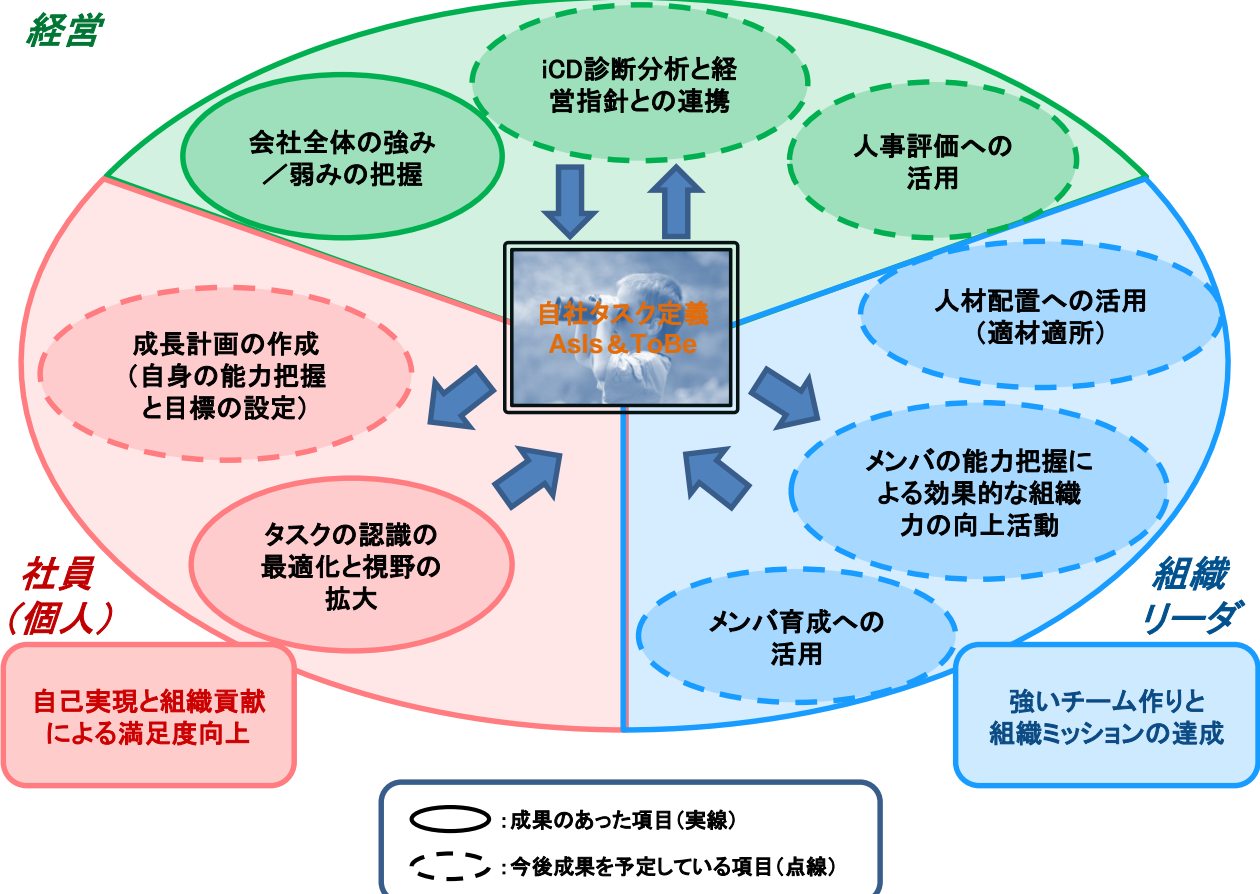 経営
iCD診断分析と経
営指針との連携
会社全体の強み
／弱みの把握
人事評価への
活用
自社タスク定義
AsIs＆ToBe
人材配置への活用
（適材適所）
成長計画の作成
（自身の能力把握
と目標の設定）
メンバの能力把握に
よる効果的な組織
力の向上活動
タスクの認識の
最適化と視野の
拡大
メンバ育成への
活用
社員
（個人）
組織
リーダ
自己実現と組織貢献
による満足度向上
強いチーム作りと
組織ミッションの達成
：成果のあった項目（実線）
：今後成果を予定している項目（点線）